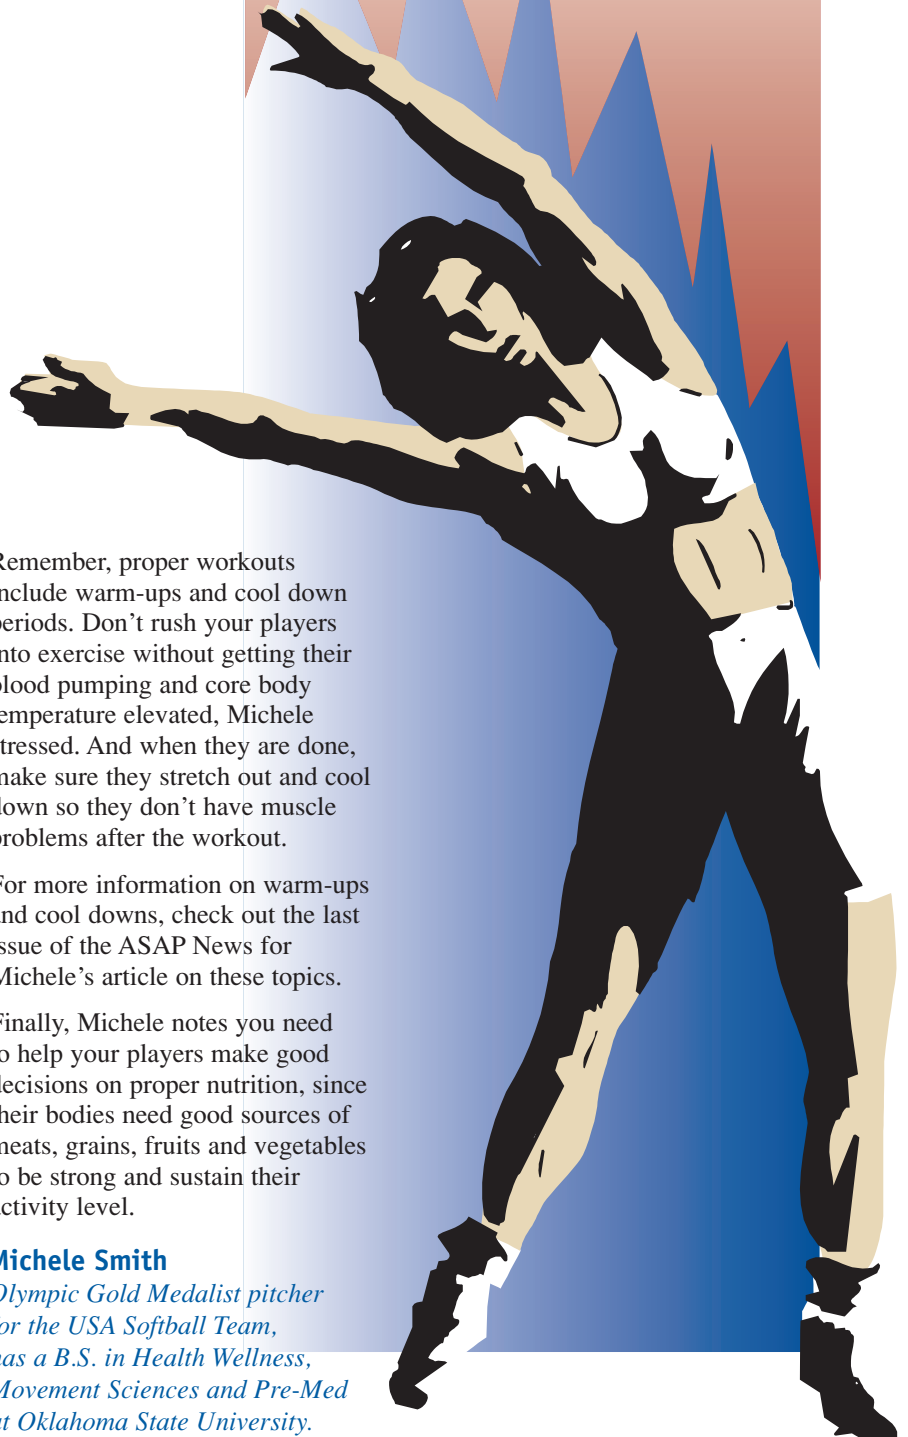 Remember, proper workouts
nclude warm-ups and cool down
periods. Don’t rush your players
nto exercise without getting their
blood pumping and core body
temperature elevated, Michele
stressed. And when they are done,
make sure they stretch out and cool
down so they don’t have muscle
problems after the workout.
For more information on warm-ups
and cool downs, check out the last
ssue of the ASAP News for
Michele’s article on these topics.
Finally, Michele notes you need
to help your players make good
decisions on proper nutrition, since
their bodies need good sources of
meats, grains, fruits and vegetables
to be strong and sustain their
activity level.
Michele Smith
Olympic Gold Medalist pitcher
for the USA Softball Team,
has a B.S. in Health Wellness,
Movement Sciences and Pre-Med
at Oklahoma State University.